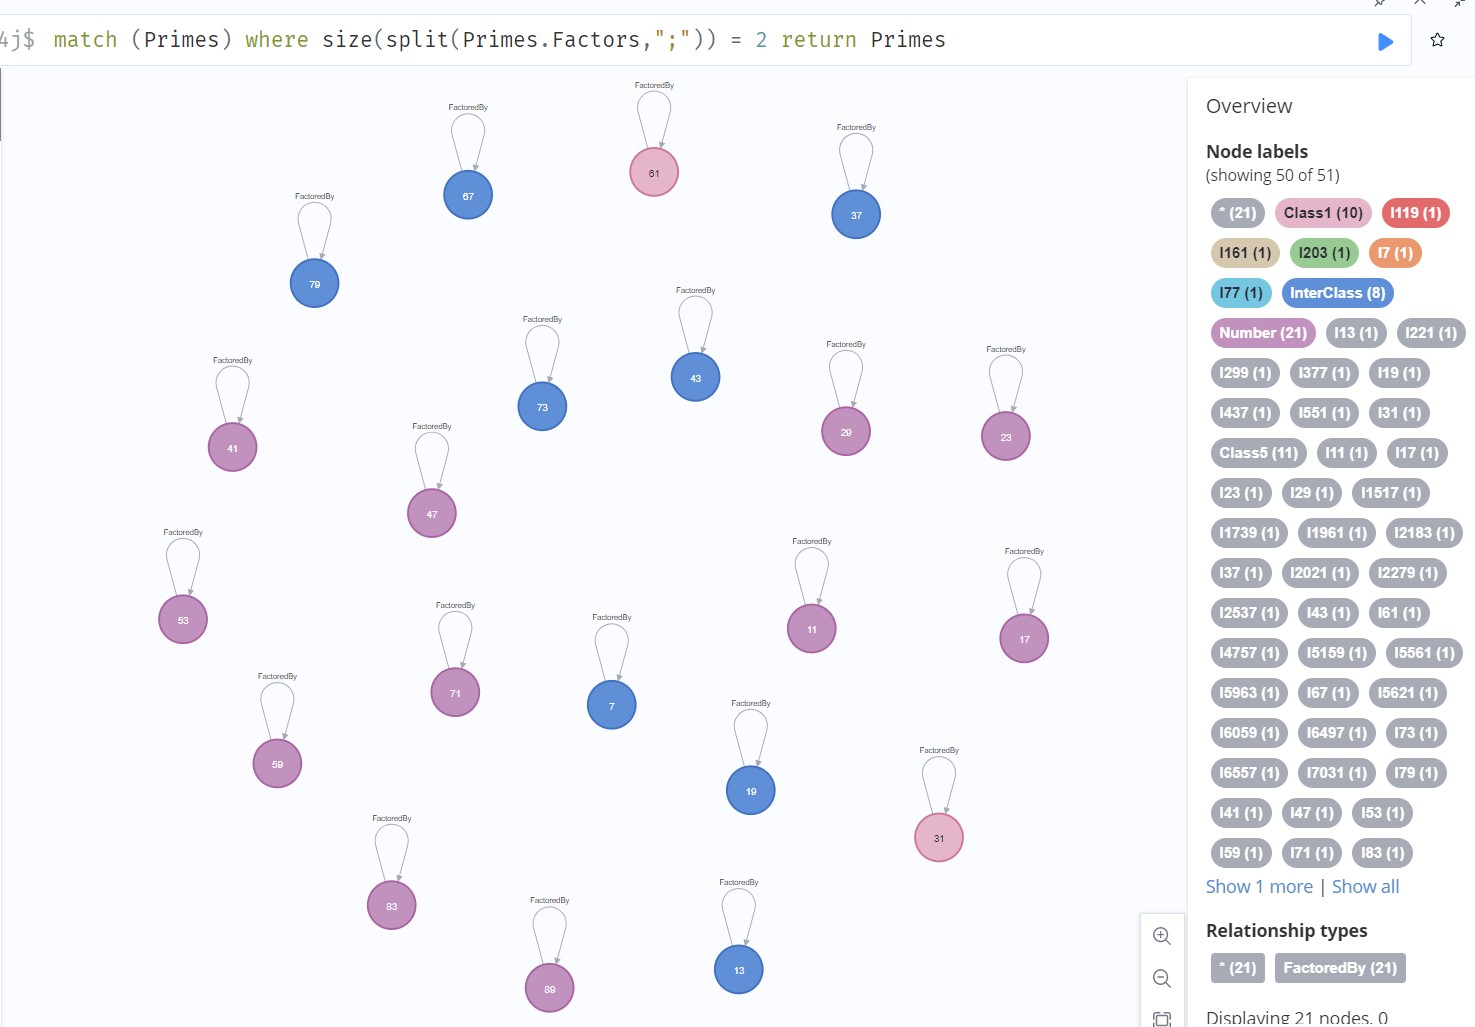 4j$ match (Primes) where size(split(Primes.Factors,";")) = 2 return Primes
FactoredBy
61
FactoredBy
67
FactoredBy
37
FactoredBy
79
FactoredBy
43
FactoredBy
73
FactoredBy
29
FactoredBy
23
FactoredBy
41
FactoredBy
47
FactoredBy
53
FactoredBy
11
FactoredBy
17
FactoredBy
71
FactoredBy
7
FactoredBy
59
FactoredBy
19
FactoredBy
31
FactoredBy
83
FactoredBy
89
FactoredBy
13
Overview
Node labels
(showing 50 of 51)
* (21) Class1 (10) I119 (1)
I161 (1) I203 (1) I7 (1)
I77 (1) InterClass (8)
Number (21) I13 (1) I221 (1)
I299 (1) I377 (1) I19 (1)
I437 (1) I551 (1) I31 (1)
Class5 (11) I11 (1) I17 (1)
I23 (1) I29 (1) I1517 (1)
I1739 (1) I1961 (1) I2183 (1)
I37 (1) I2021 (1) I2279 (1)
I2537 (1) I43 (1) I61 (1)
I4757 (1) I5159 (1) I5561 (1)
I5963 (1) I67 (1) I5621 (1)
I6059 (1) I6497 (1) I73 (1)
I6557 (1) I7031 (1) I79 (1)
I41 (1) I47 (1) I53 (1)
I59 (1) I71 (1) I83 (1)
Show 1 more | Show all
Relationship types
* (21) FactoredBy (21)
Displaying 21 nodes, 0